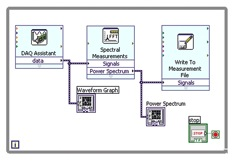 DAQ Assistant
data
Spectral
Measurements
Signals
Power Spectrum
Write To
Measurement
File
Signals
Waveform Graph
Power Spectrum
stop
STOP
i